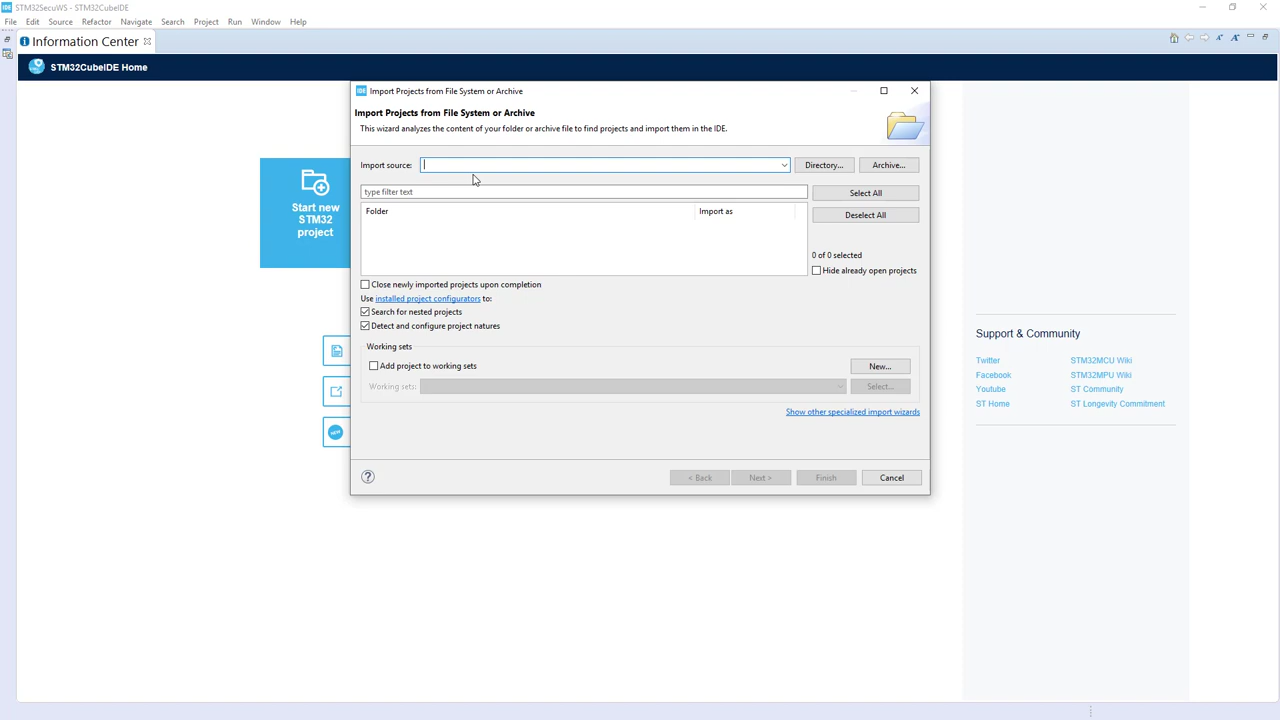 STM32SecuWS - STM32CubeIDE
File Edit Source Refactor Navigate Search Project Run Window Help
Information Center
STM32CubeIDE Home
IDE Import Projects from File System or Archive
Import Projects from File System or Archive
This wizard analyzes the content of your folder or archive file to find projects and import them in the IDE.
Import source: Directory... Archive...
type filter text Select All
Folder Import as Deselect All
0 of 0 selected
Hide already open projects
Close newly imported projects upon completion
Use installed project configurators to:
Search for nested projects
Detect and configure project natures
Working sets
Add project to working sets New...
Working sets: Select...
Show other specialized import wizards
< Back Next > Finish Cancel
Start new
STM32
project
NEW
Support & Community
Twitter STM32MCU Wiki
Facebook STM32MPU Wiki
Youtube ST Community
ST Home ST Longevity Commitment